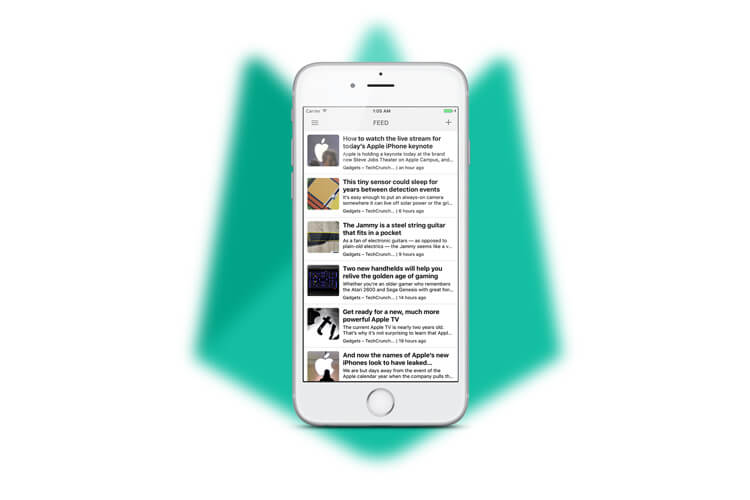 Carrier 1:05 AM
FEED +
How to watch the live stream for
today's Apple iPhone keynote
Apple is holding a keynote today at the brand
new Steve Jobs Theater on Apple Campus, and...
Gadgets – TechCrunch... | an hour ago
This tiny sensor could sleep for
years between detection events
It's easy enough to put an always-on camera
somewhere it can live off solar power or the gri...
Gadgets – TechCrunch... | 6 hours ago
The Jammy is a steel string guitar
that fits in a pocket
As a fan of electronic guitars — as opposed to
plain-old electrics — the Jammy seems like a v...
Gadgets – TechCrunch... | 9 hours ago
Two new handhelds will help you
relive the golden age of gaming
Whether you're an older gamer who remembers
the Atari 2600 and Sega Genesis with great fon...
Gadgets – TechCrunch... | 14 hours ago
Get ready for a new, much more
powerful Apple TV
The current Apple TV is nearly two years old.
That's why it's not surprising to learn that Appl...
Gadgets – TechCrunch... | 19 hours ago
And now the names of Apple's new
iPhones look to have leaked...
We are but days away from the event of the
Apple calendar year when the company pulls th...